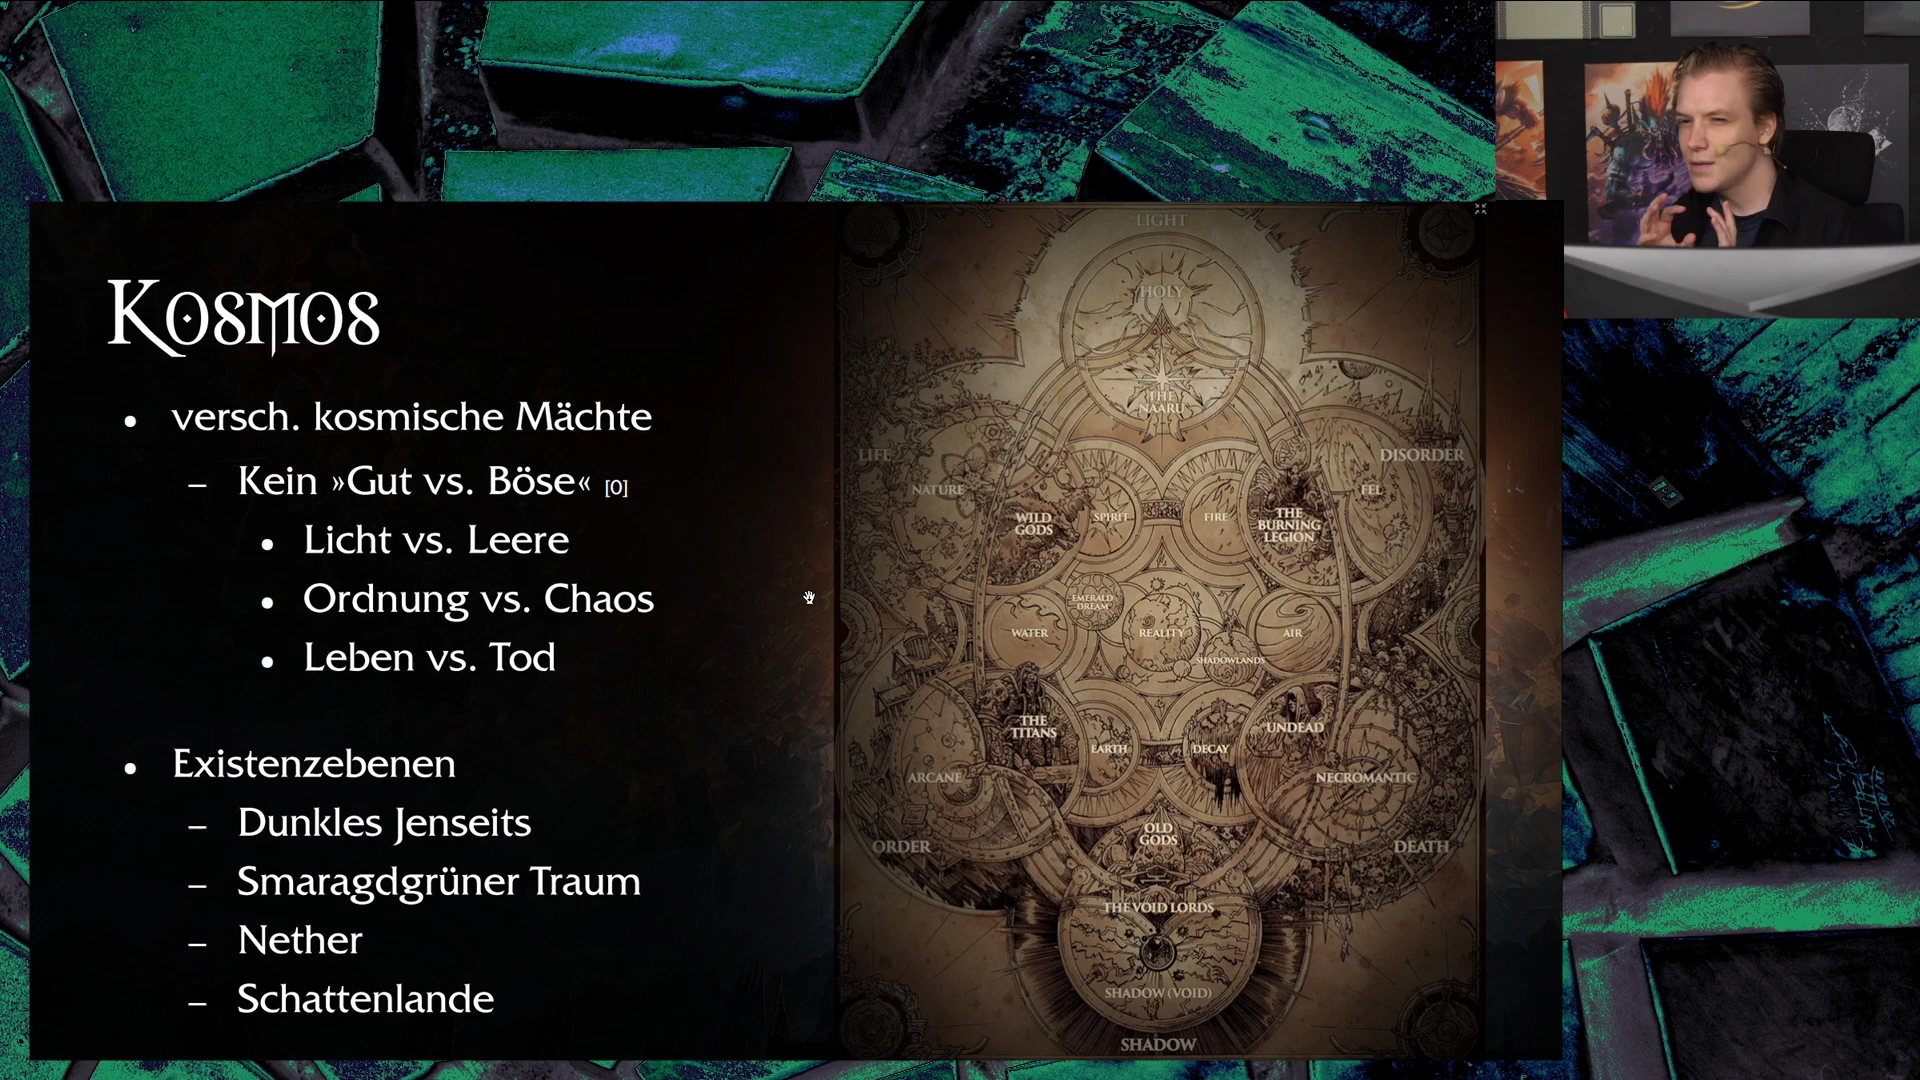 Kosmos
• versch. kosmische Mächte
– Kein »Gut vs. Böse« [0]
• Licht vs. Leere
• Ordnung vs. Chaos
• Leben vs. Tod
• Existenzebenen
– Dunkles Jenseits
– Smaragdgrüner Traum
– Nether
– Schattenlande
LIGHT
HOLY
THE
NAARU
LIFE
DISORDER
NATURE
FEL
WILD
GODS
SPIRIT
FIRE
THE
BURNING
LEGION
EMERALD
DREAM
WATER
REALITY
AIR
SHADOWLANDS
THE
TITANS
UNDEAD
EARTH
DECAY
ARCANE
NECROMANTIC
OLD
GODS
ORDER
DEATH
THE VOID LORDS
SHADOW (VOID)
SHADOW